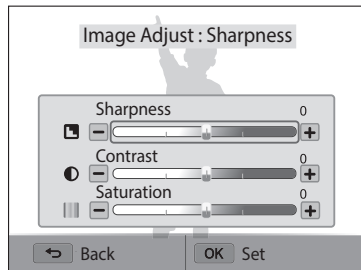 Image Adjust : Sharpness
Sharpness 0
Contrast 0
Saturation 0
Back OK Set